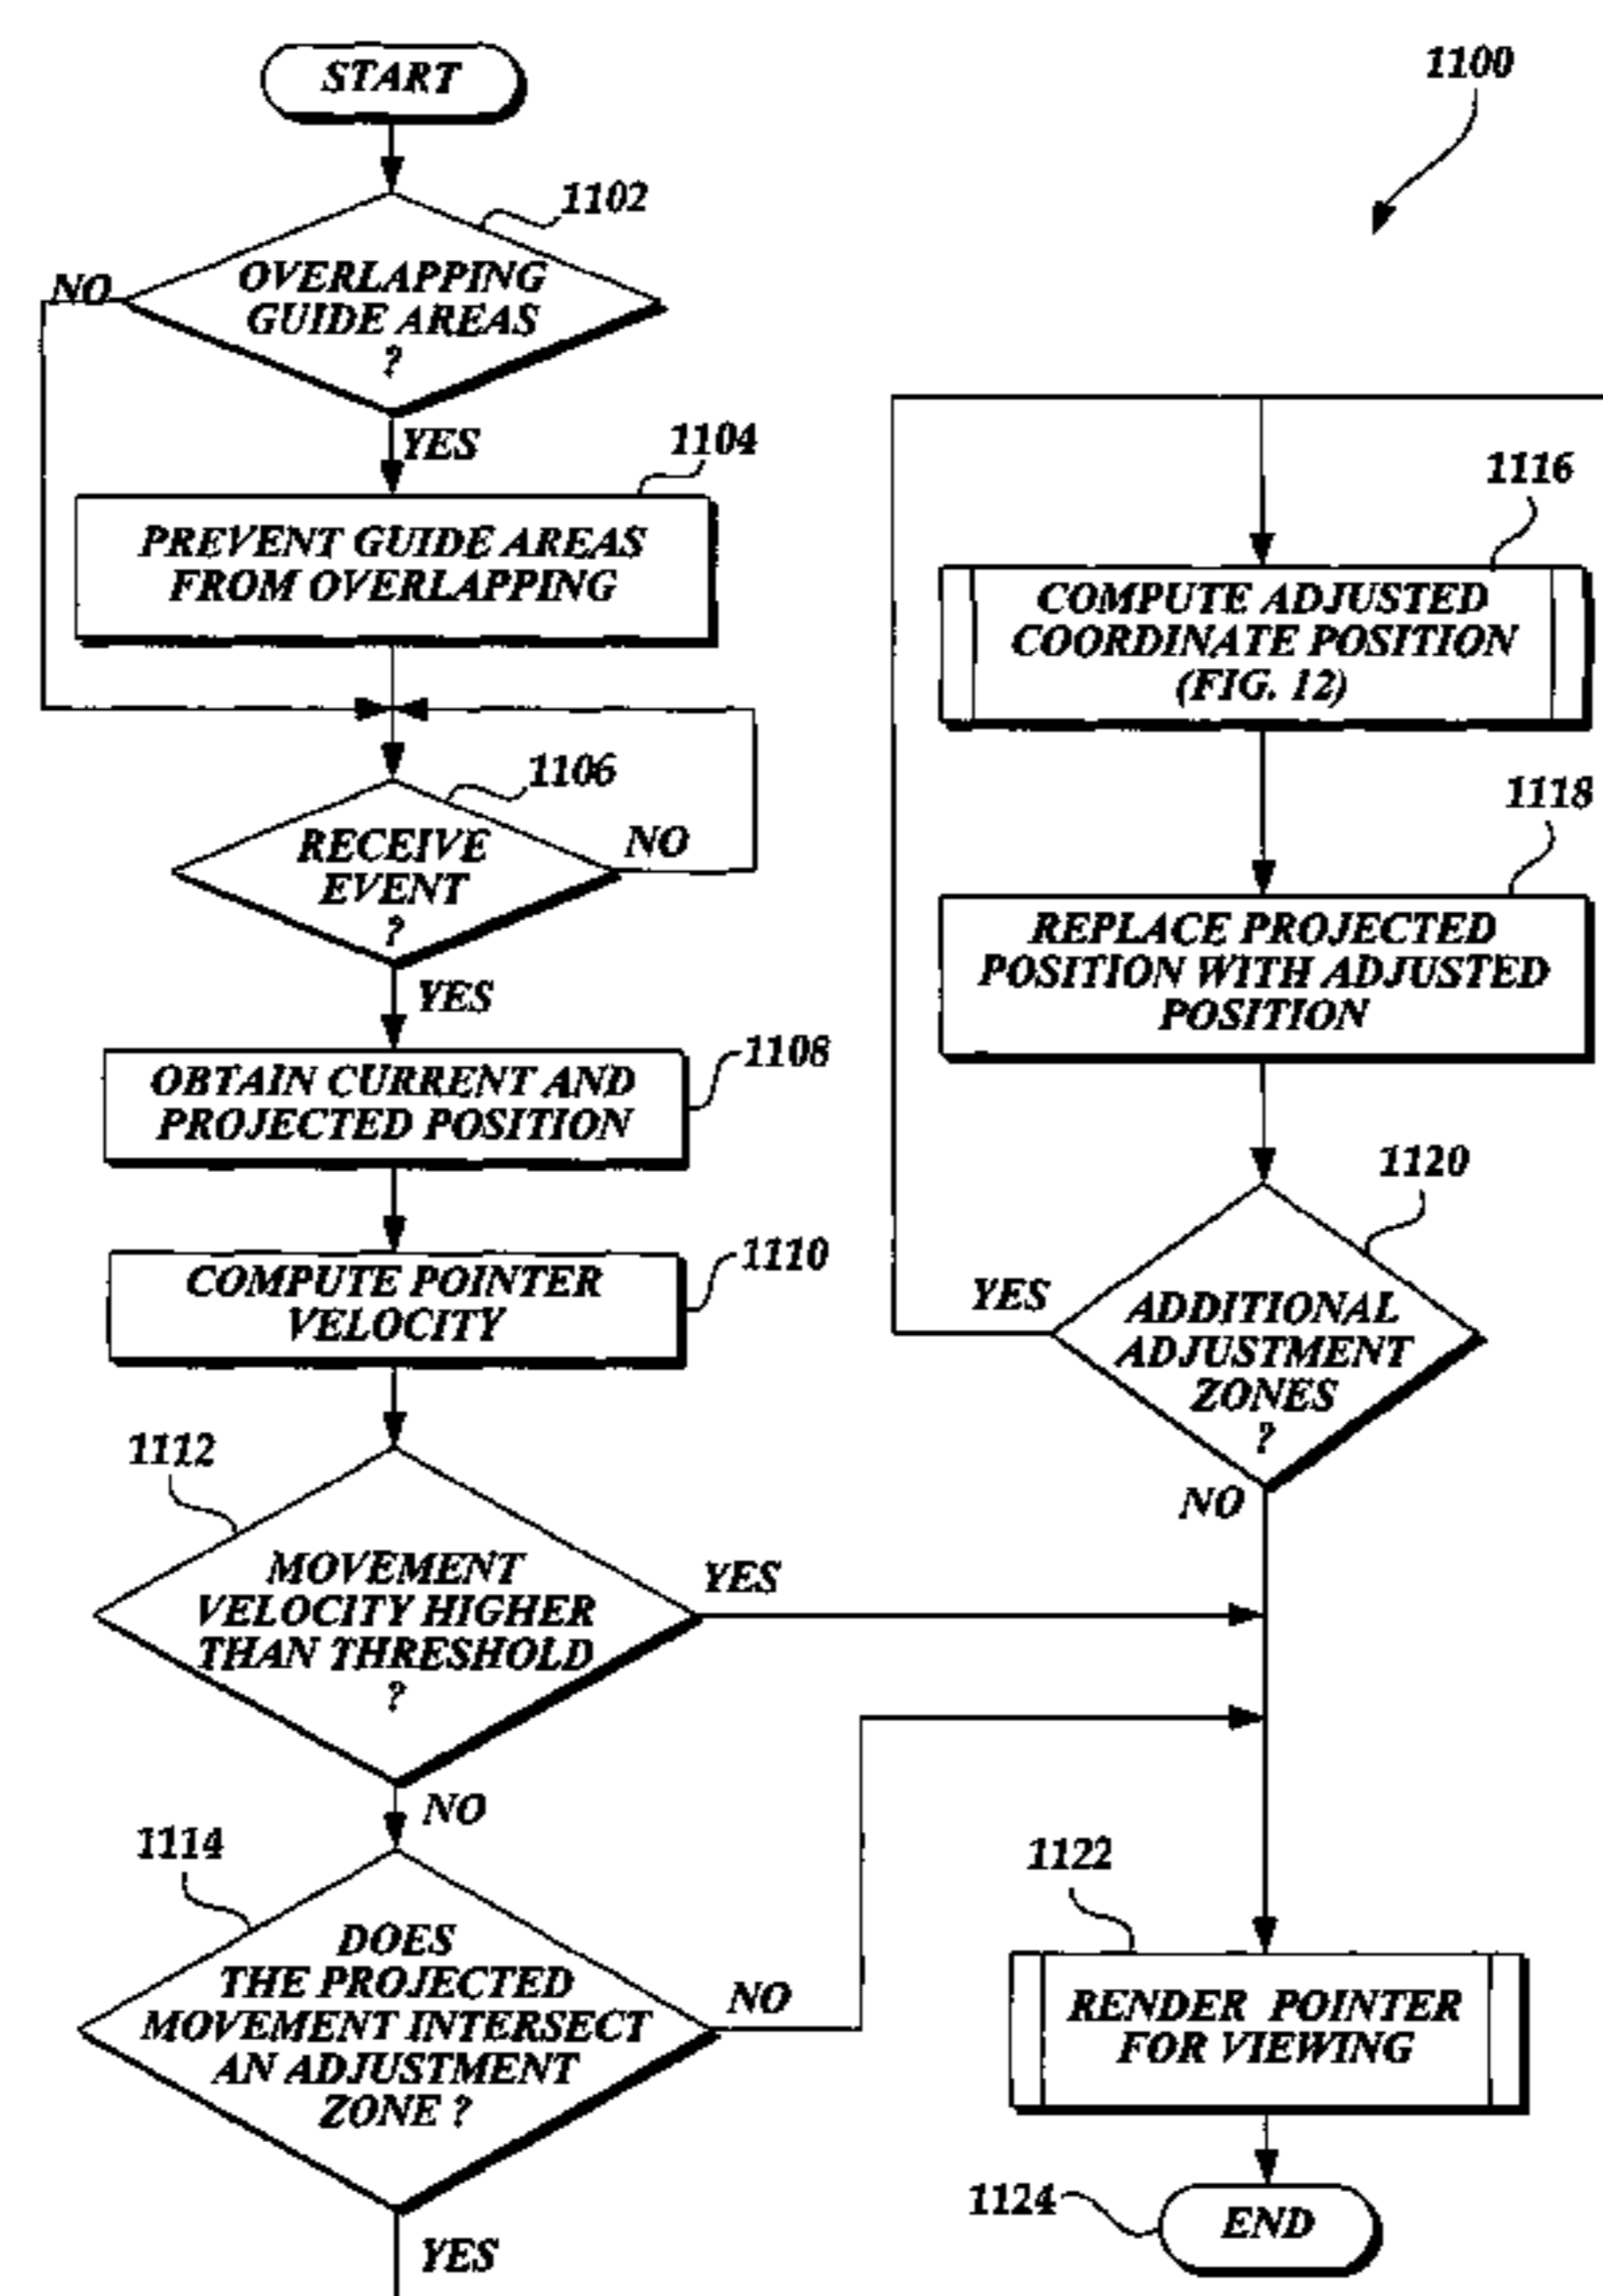 START
1100
1102
NO
OVERLAPPING
GUIDE AREAS
?
YES
1104
PREVENT GUIDE AREAS
FROM OVERLAPPING
1106
RECEIVE
EVENT
?
NO
YES
1108
OBTAIN CURRENT AND
PROJECTED POSITION
1110
COMPUTE POINTER
VELOCITY
1112
MOVEMENT
VELOCITY HIGHER
THAN THRESHOLD
?
YES
NO
1114
DOES
THE PROJECTED
MOVEMENT INTERSECT
AN ADJUSTMENT
ZONE ?
NO
YES
1116
COMPUTE ADJUSTED
COORDINATE POSITION
(FIG. 12)
1118
REPLACE PROJECTED
POSITION WITH ADJUSTED
POSITION
1120
YES
ADDITIONAL
ADJUSTMENT
ZONES
?
NO
1122
RENDER POINTER
FOR VIEWING
1124
END